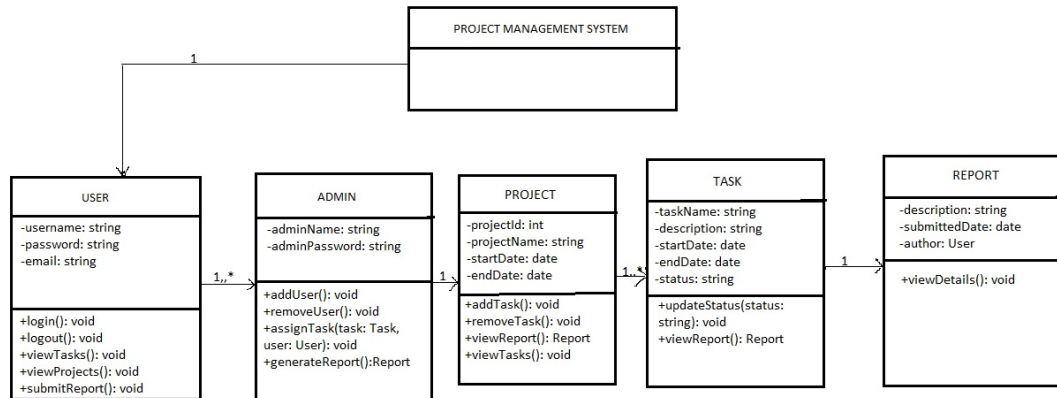 PROJECT MANAGEMENT SYSTEM
1
USER
-username: string
-password: string
-email: string
+login(): void
+logout(): void
+viewTasks(): void
+viewProjects(): void
+submitReport(): void
1,,*
ADMIN
-adminName: string
-adminPassword: string
+addUser(): void
+removeUser(): void
+assignTask(task: Task,
user: User): void
+generateReport():Report
1
PROJECT
-projectId: int
-projectName: string
-startDate: date
-endDate: date
+addTask(): void
+removeTask(): void
+viewReport(): Report
+viewTasks(): void
1,.*
TASK
-taskName: string
-description: string
-startDate: date
-endDate: date
-status: string
+updateStatus(status:
string): void
+viewReport(): Report
1
REPORT
-description: string
-submittedDate: date
-author: User
+viewDetails(): void